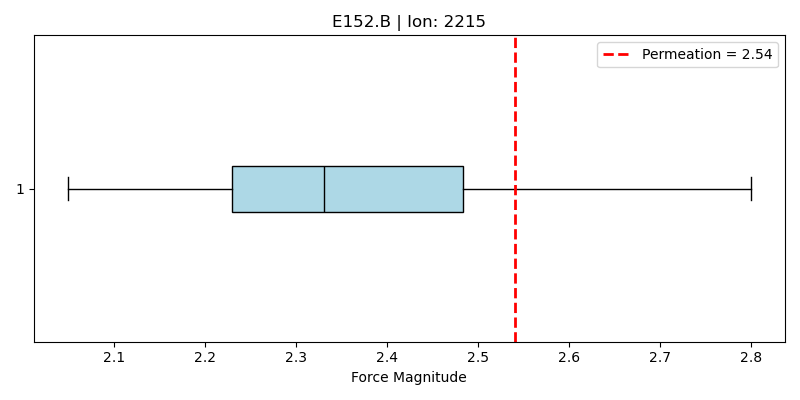 E152.B | Ion: 2215
Permeation = 2.54
1
2.1 2.2 2.3 2.4 2.5 2.6 2.7 2.8
Force Magnitude